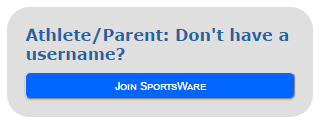 Athlete/Parent: Don't have a
username?
Join SportsWare